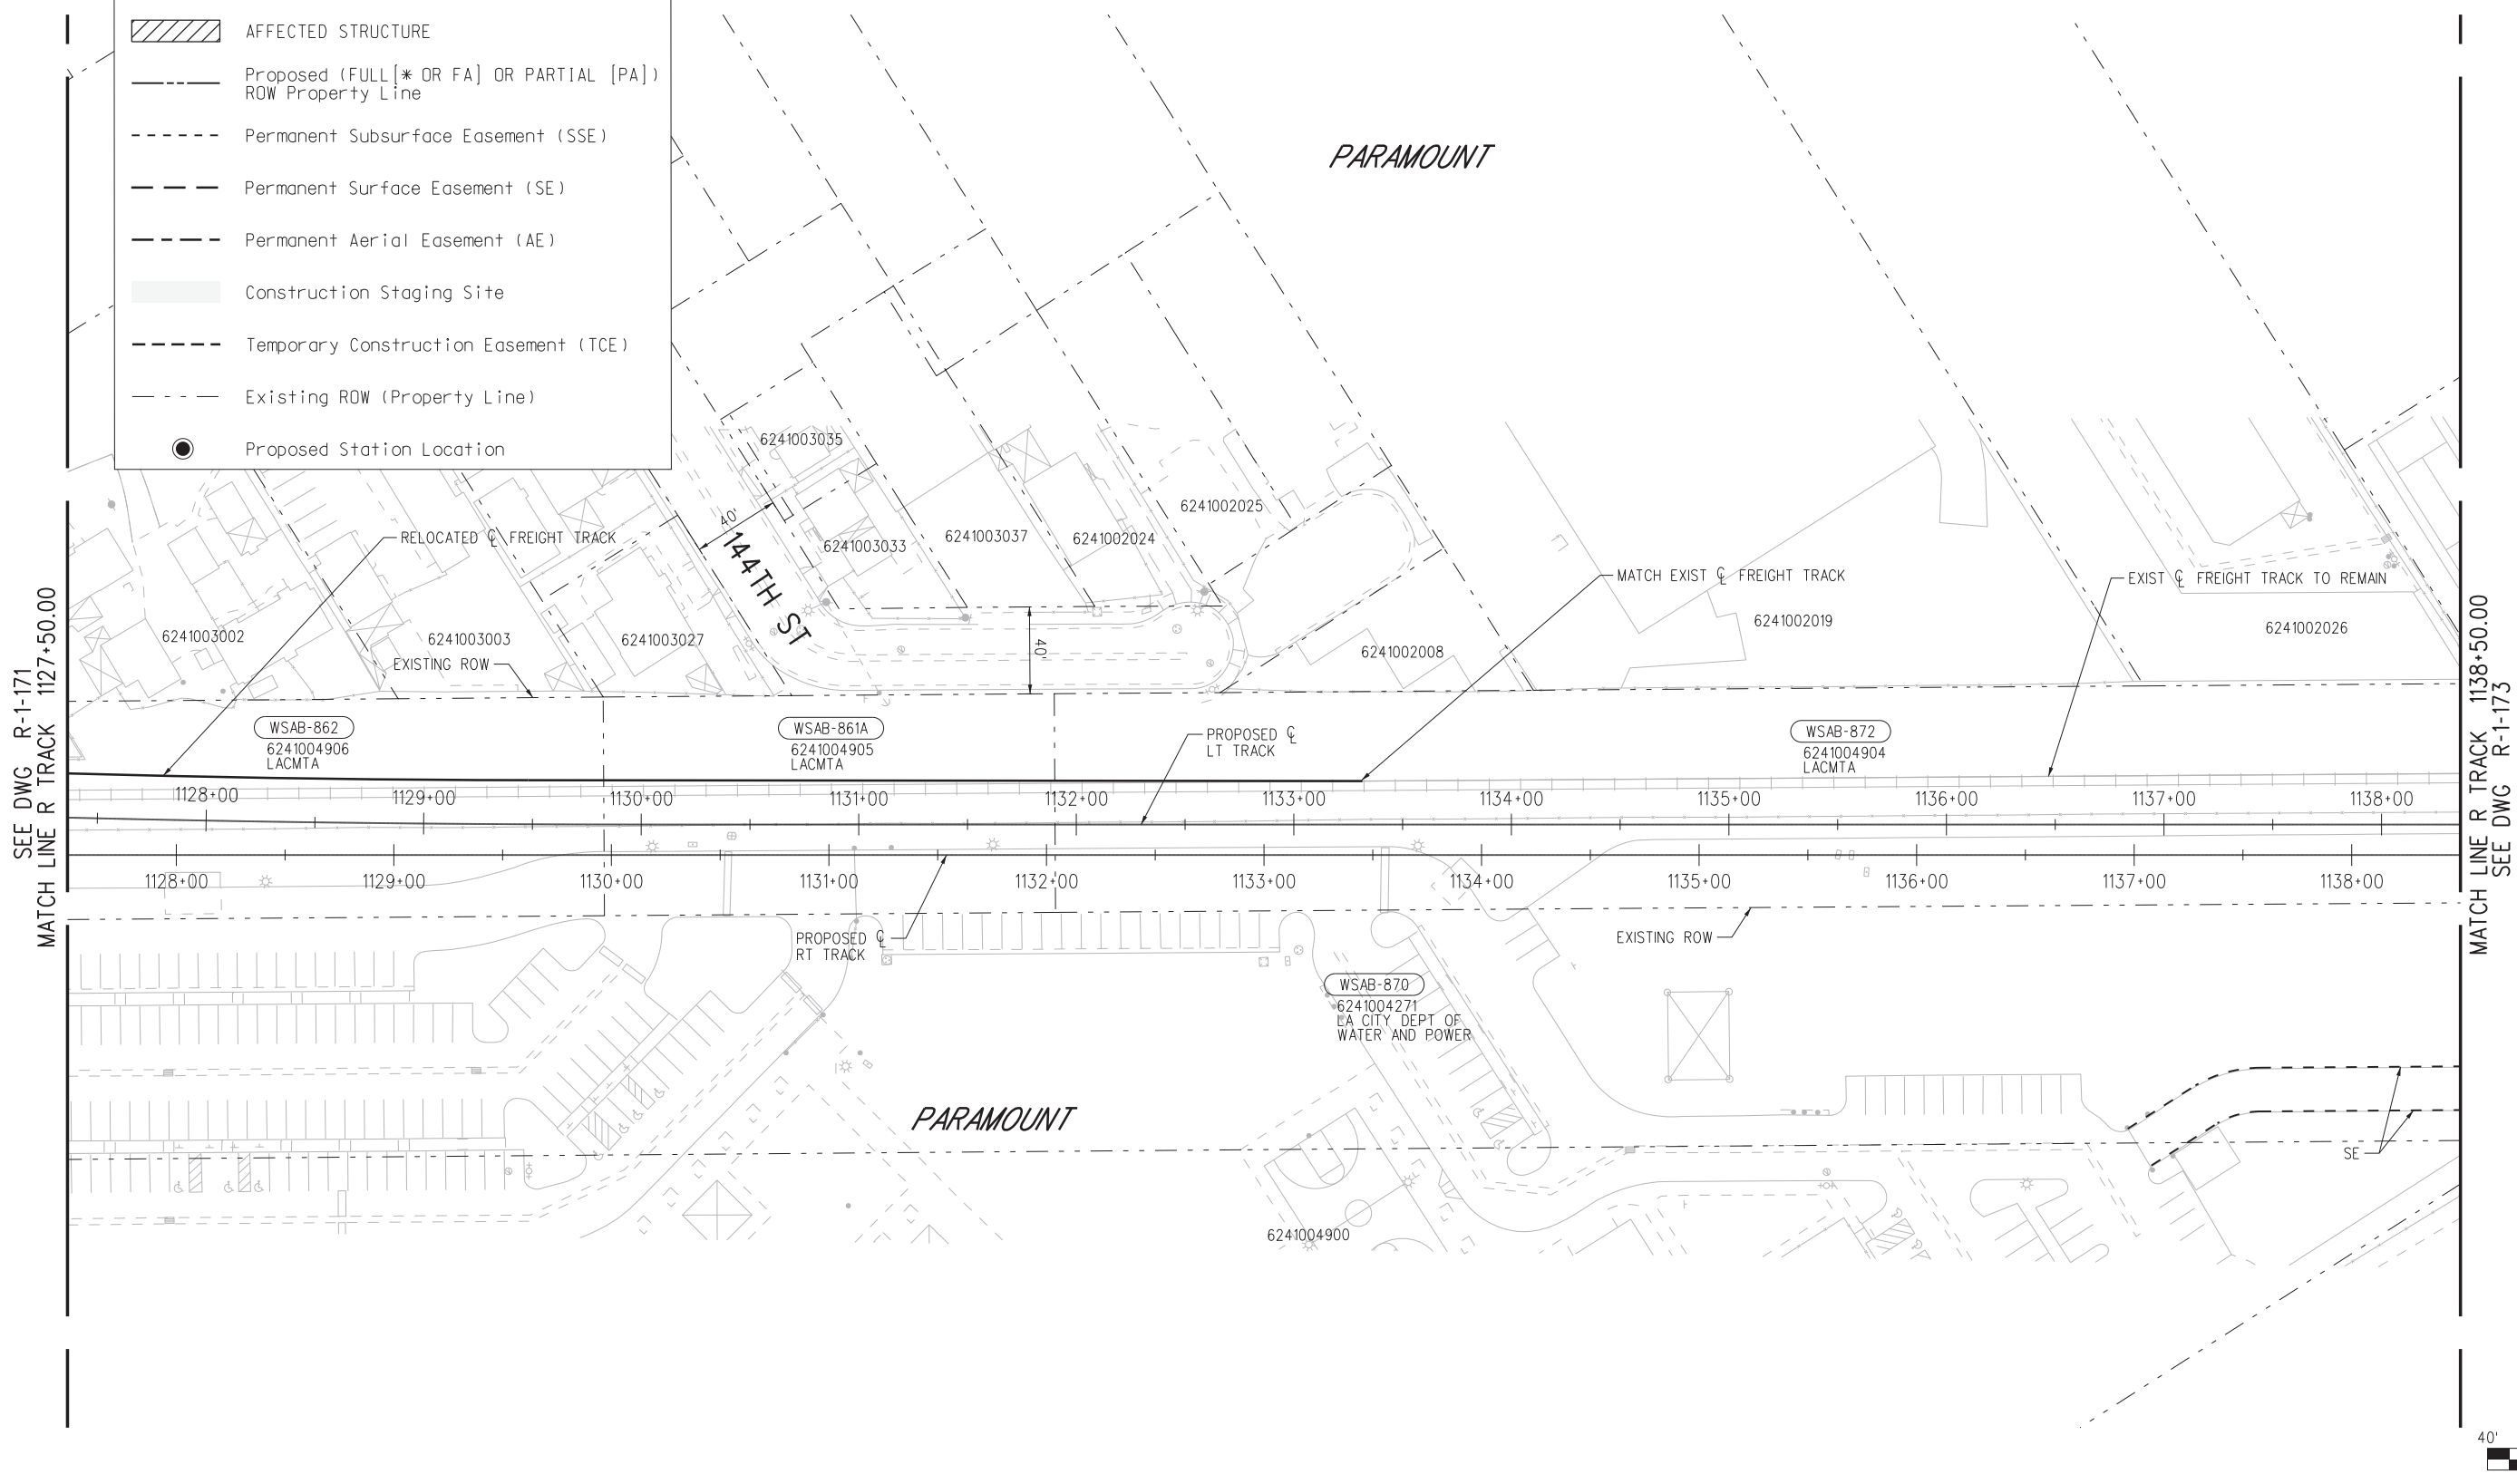 AFFECTED STRUCTURE
Proposed (FULL[* OR FA] OR PARTIAL [PA])
ROW Property Line
Permanent Subsurface Easement (SSE)
Permanent Surface Easement (SE)
Permanent Aerial Easement (AE)
Construction Staging Site
Temporary Construction Easement (TCE)
Existing ROW (Property Line)
Proposed Station Location
PARAMOUNT
6241003035
6241002025
40'
144TH ST
RELOCATED ℄ FREIGHT TRACK
6241003033
6241003037
6241002024
MATCH EXIST ℄ FREIGHT TRACK
EXIST ℄ FREIGHT TRACK TO REMAIN
6241003002
6241003003
6241003027
40'
6241002008
6241002019
6241002026
EXISTING ROW
SEE DWG R-1-171
MATCH LINE R TRACK 1127+50.00
MATCH LINE R TRACK 1138+50.00
SEE DWG R-1-173
WSAB-862
6241004906
LACMTA
WSAB-861A
6241004905
LACMTA
PROPOSED ℄
LT TRACK
WSAB-872
6241004904
LACMTA
1128+00 1129+00 1130+00 1131+00 1132+00 1133+00 1134+00 1135+00 1136+00 1137+00 1138+00
1128+00 1129+00 1130+00 1131+00 1132+00 1133+00 1134+00 1135+00 1136+00 1137+00 1138+00
PROPOSED ℄
RT TRACK
EXISTING ROW
WSAB-870
6241004271
LA CITY DEPT OF
WATER AND POWER
PARAMOUNT
SE
6241004900
40'